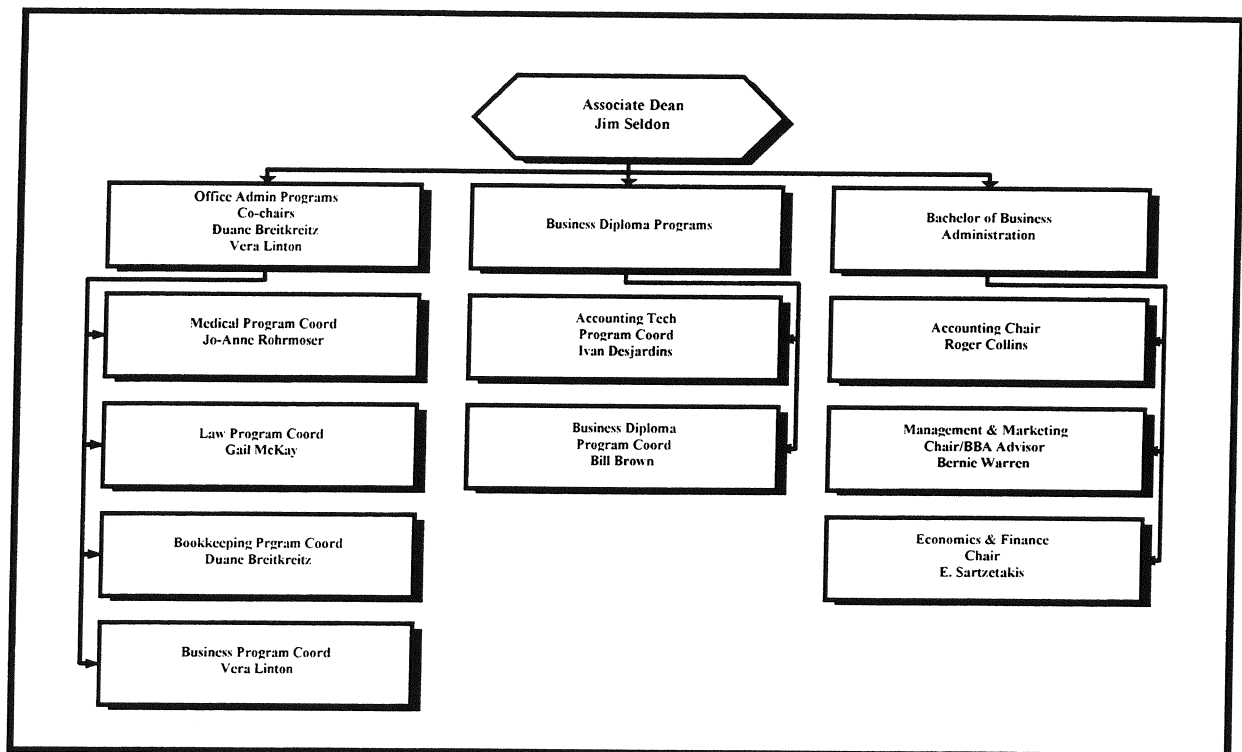 Associate Dean
Jim Seldon
Office Admin Programs
Co-chairs
Duane Breitkreitz
Vera Linton
Business Diploma Programs
Bachelor of Business
Administration
Medical Program Coord
Jo-Anne Rohrmoser
Accounting Tech
Program Coord
Ivan Desjardins
Accounting Chair
Roger Collins
Law Program Coord
Gail McKay
Business Diploma
Program Coord
Bill Brown
Management & Marketing
Chair/BBA Advisor
Bernie Warren
Bookkeeping Prgram Coord
Duane Breitkreitz
Economics & Finance
Chair
E. Sartzetakis
Business Program Coord
Vera Linton